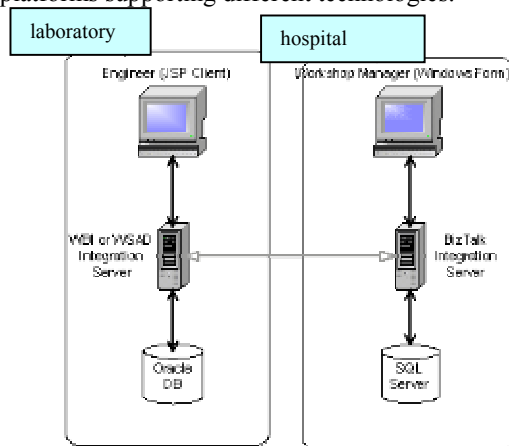 platforms supporting different technologies.
laboratory
hospital
Engineer (JSP Client)
Workshop Manager (Windows Form)
WBI or WSAD
Integration
Server
BizTalk
Integration
Server
Oracle
DB
SQL
Server